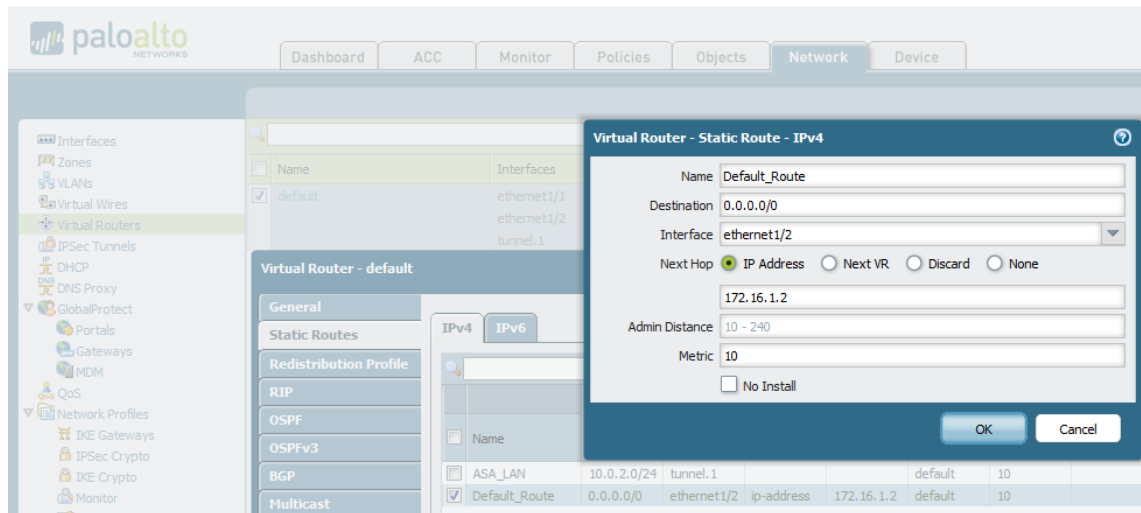 paloalto
NETWORKS
Dashboard ACC Monitor Policies Objects Network Device
Interfaces
Zones
VLANs
Virtual Wires
Virtual Routers
IPSec Tunnels
DHCP
DNS Proxy
GlobalProtect
Portals
Gateways
MDM
QoS
Network Profiles
IKE Gateways
IPSec Crypto
IKE Crypto
Monitor
Name Interfaces
default ethernet1/1
ethernet1/2
tunnel.1
Virtual Router - default
General
Static Routes
Redistribution Profile
RIP
OSPF
OSPFv3
BGP
Multicast
IPv4 IPv6
Name
ASA_LAN 10.0.2.0/24 tunnel.1 default 10
Default_Route 0.0.0.0/0 ethernet1/2 ip-address 172.16.1.2 default 10
Virtual Router - Static Route - IPv4
Name Default_Route
Destination 0.0.0.0/0
Interface ethernet1/2
Next Hop IP Address Next VR Discard None
172.16.1.2
Admin Distance 10 - 240
Metric 10
No Install
OK Cancel